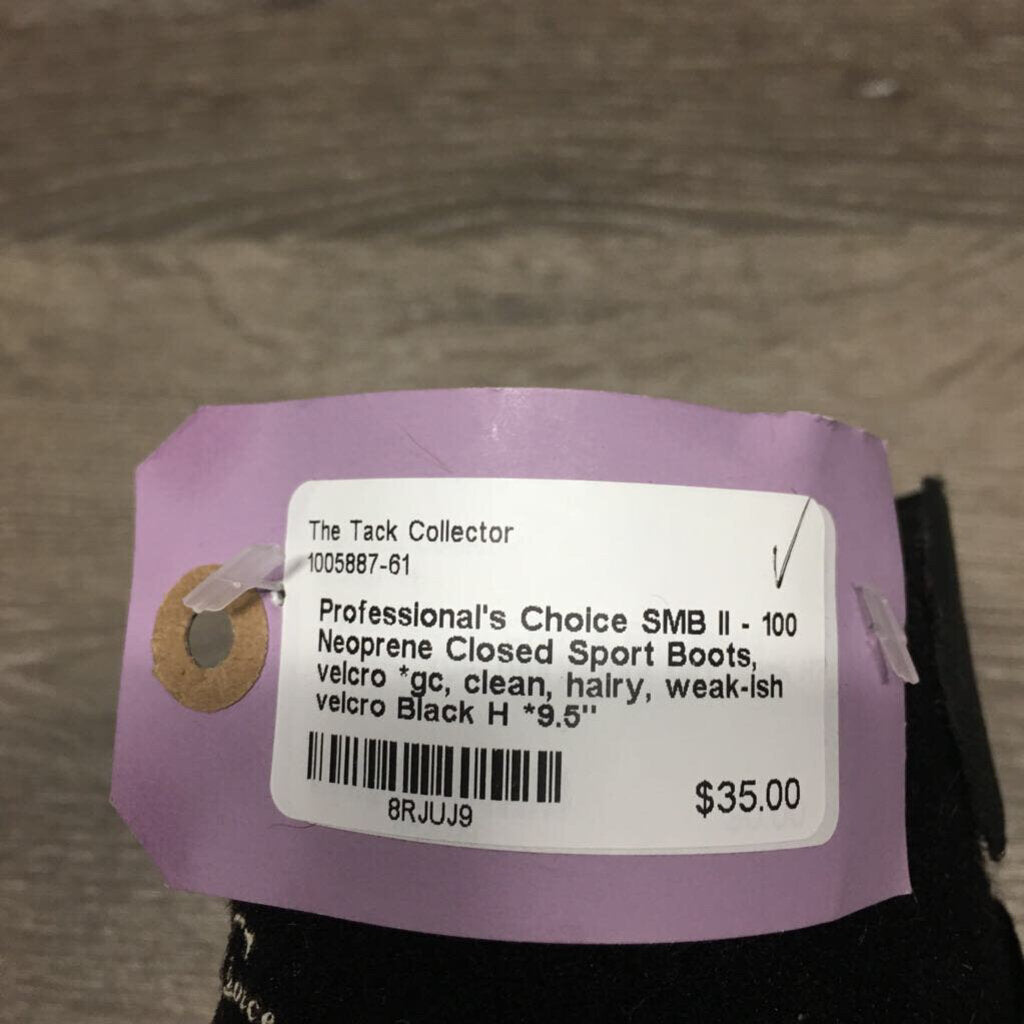 The Tack Collector
1005887-61
Professional's Choice SMB II - 100
Neoprene Closed Sport Boots,
velcro *gc, clean, hairy, weak-ish
velcro Black H *9.5"
8RJUJ9
$35.00